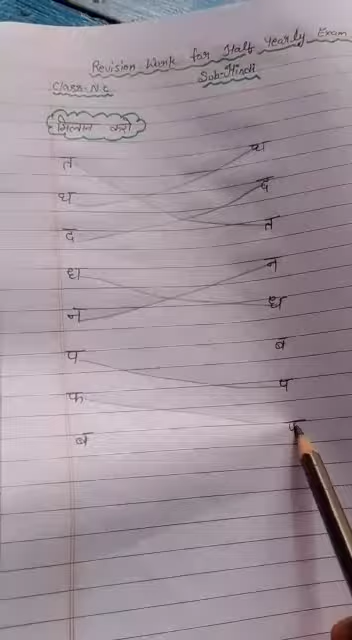 Revision Work for Half Yearly Exam
Class:-N.C Sub:-Hindi
मिलान करो
त थ
थ द
द त
ध न
न ध
प ब
फ प
ब फ